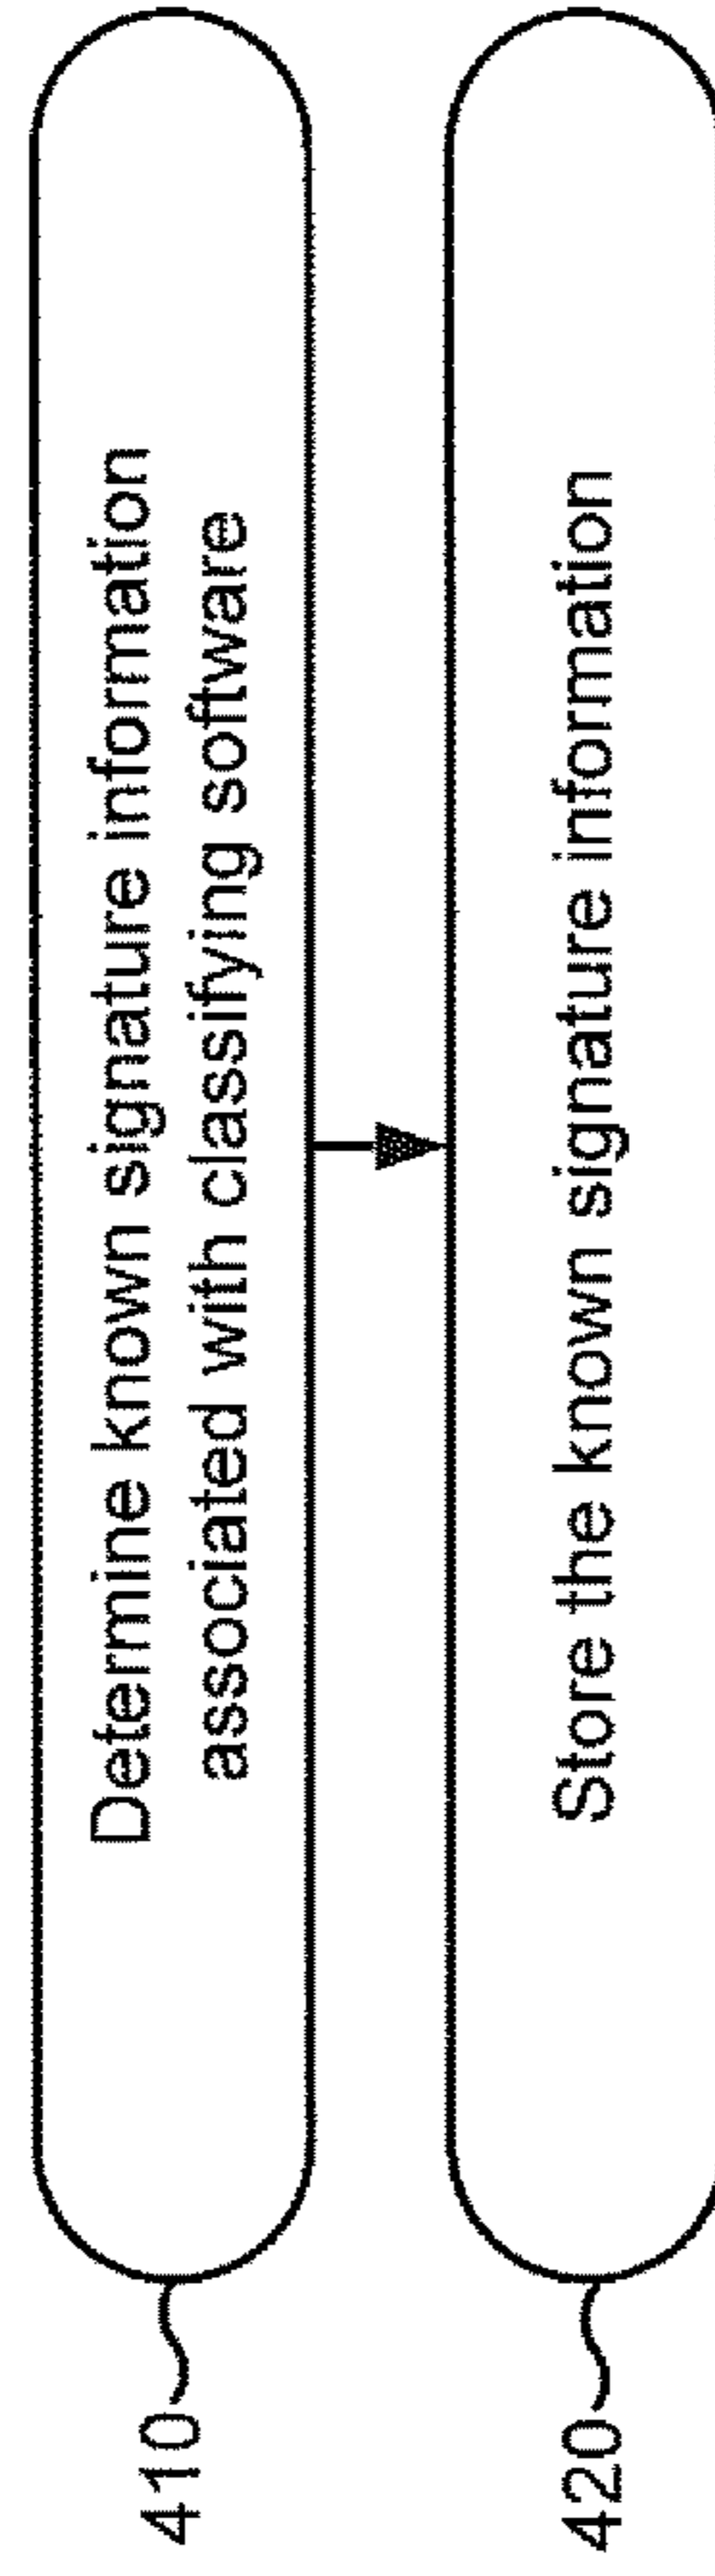 410
Determine known signature information
associated with classifying software
420
Store the known signature information